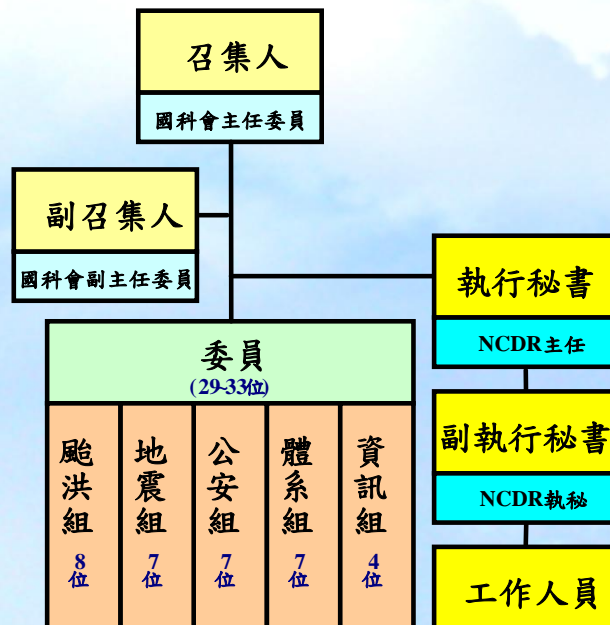 召集人
國科會主任委員
副召集人
國科會副主任委員
執行秘書
NCDR主任
委員
(29-33位)
副執行秘書
NCDR執秘
颱洪組
8位
地震組
7位
公安組
7位
體系組
7位
資訊組
4位
工作人員